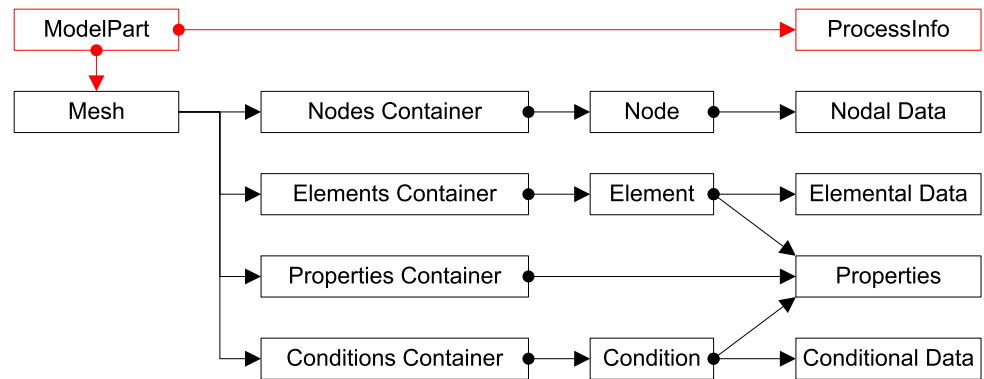 ModelPart
ProcessInfo
Mesh
Nodes Container
Node
Nodal Data
Elements Container
Element
Elemental Data
Properties Container
Properties
Conditions Container
Condition
Conditional Data